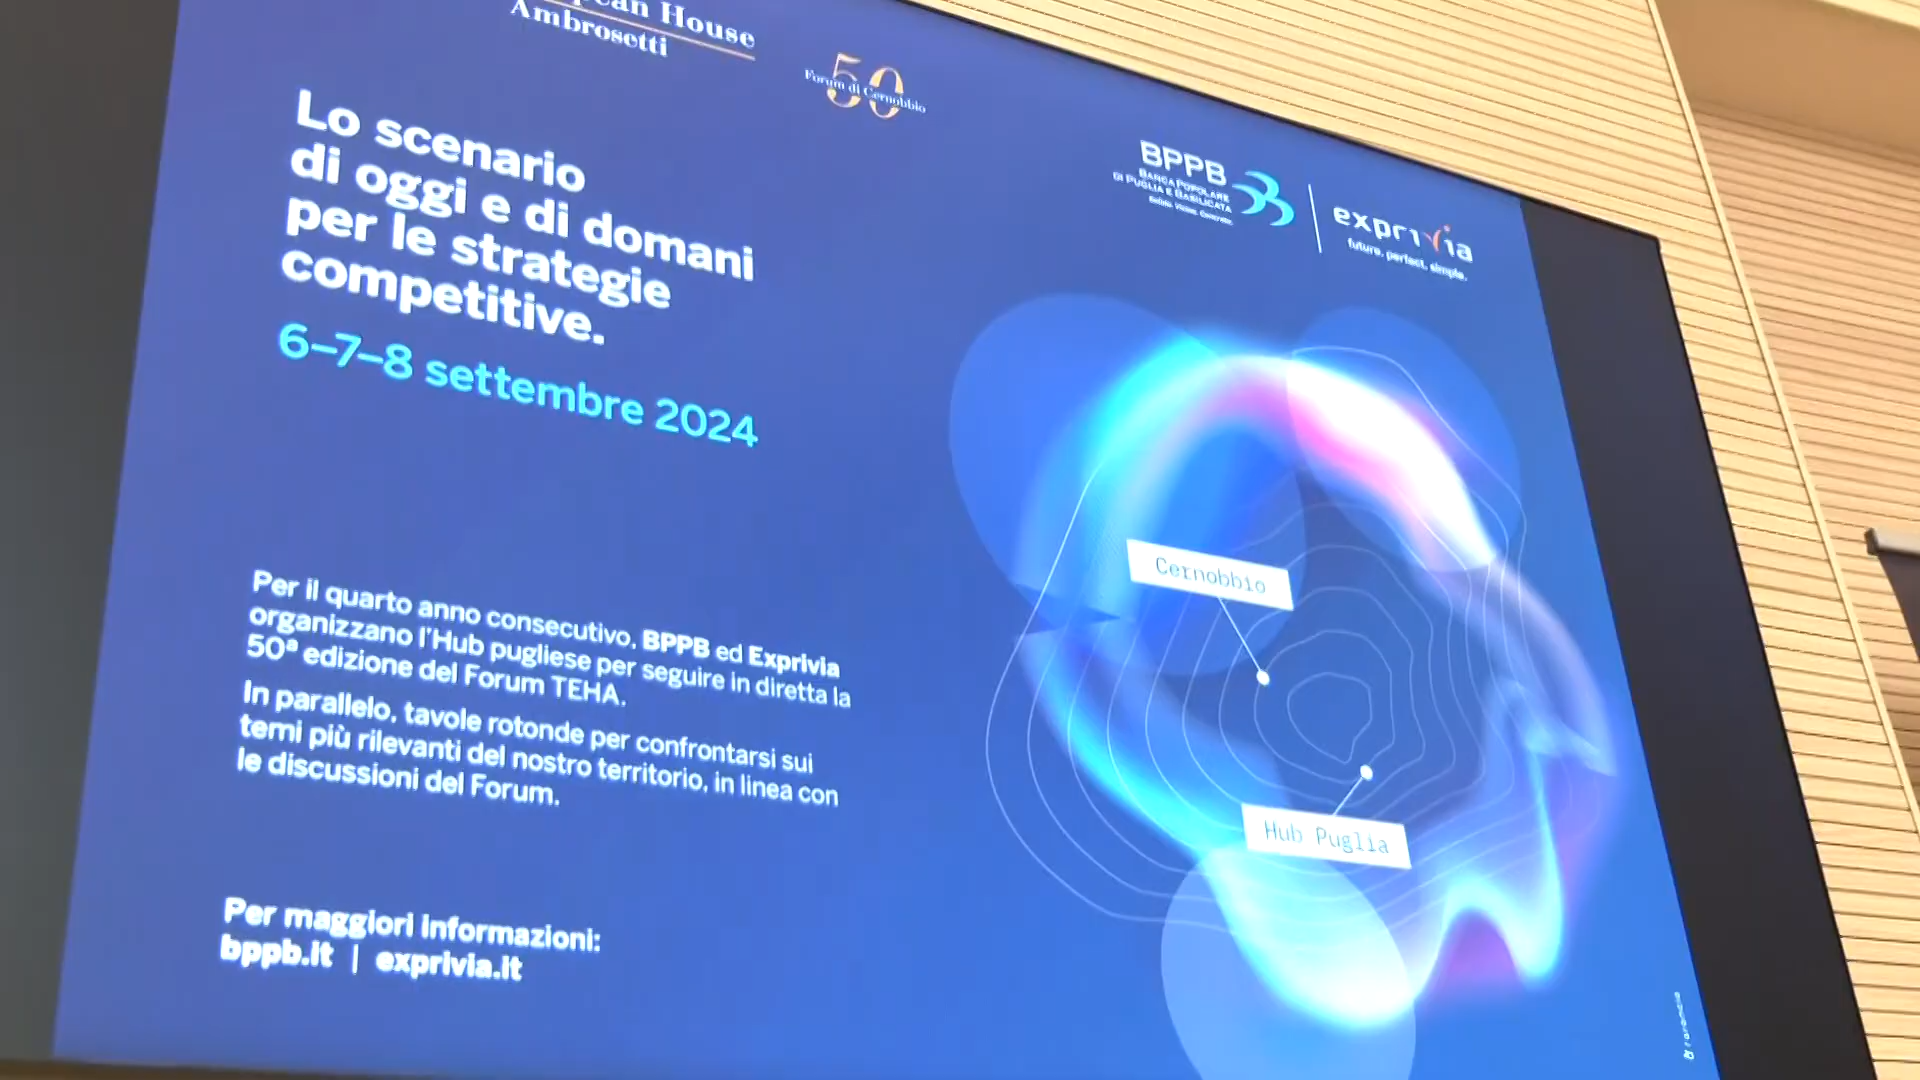 House
Ambrosetti
50
Forum di Cernobbio
BPPB
BANCA POPOLARE
DI PUGLIA E BASILICATA
exprivia
future. perfect. simple.
Lo scenario
di oggi e di domani
per le strategie
competitive.
6–7–8 settembre 2024
Cernobbio
Hub Puglia
Per il quarto anno consecutivo, BPPB ed Exprivia
organizzano l'Hub pugliese per seguire in diretta la
50ª edizione del Forum TEHA.
In parallelo, tavole rotonde per confrontarsi sui
temi più rilevanti del nostro territorio, in linea con
le discussioni del Forum.
Per maggiori informazioni:
bppb.it | exprivia.it